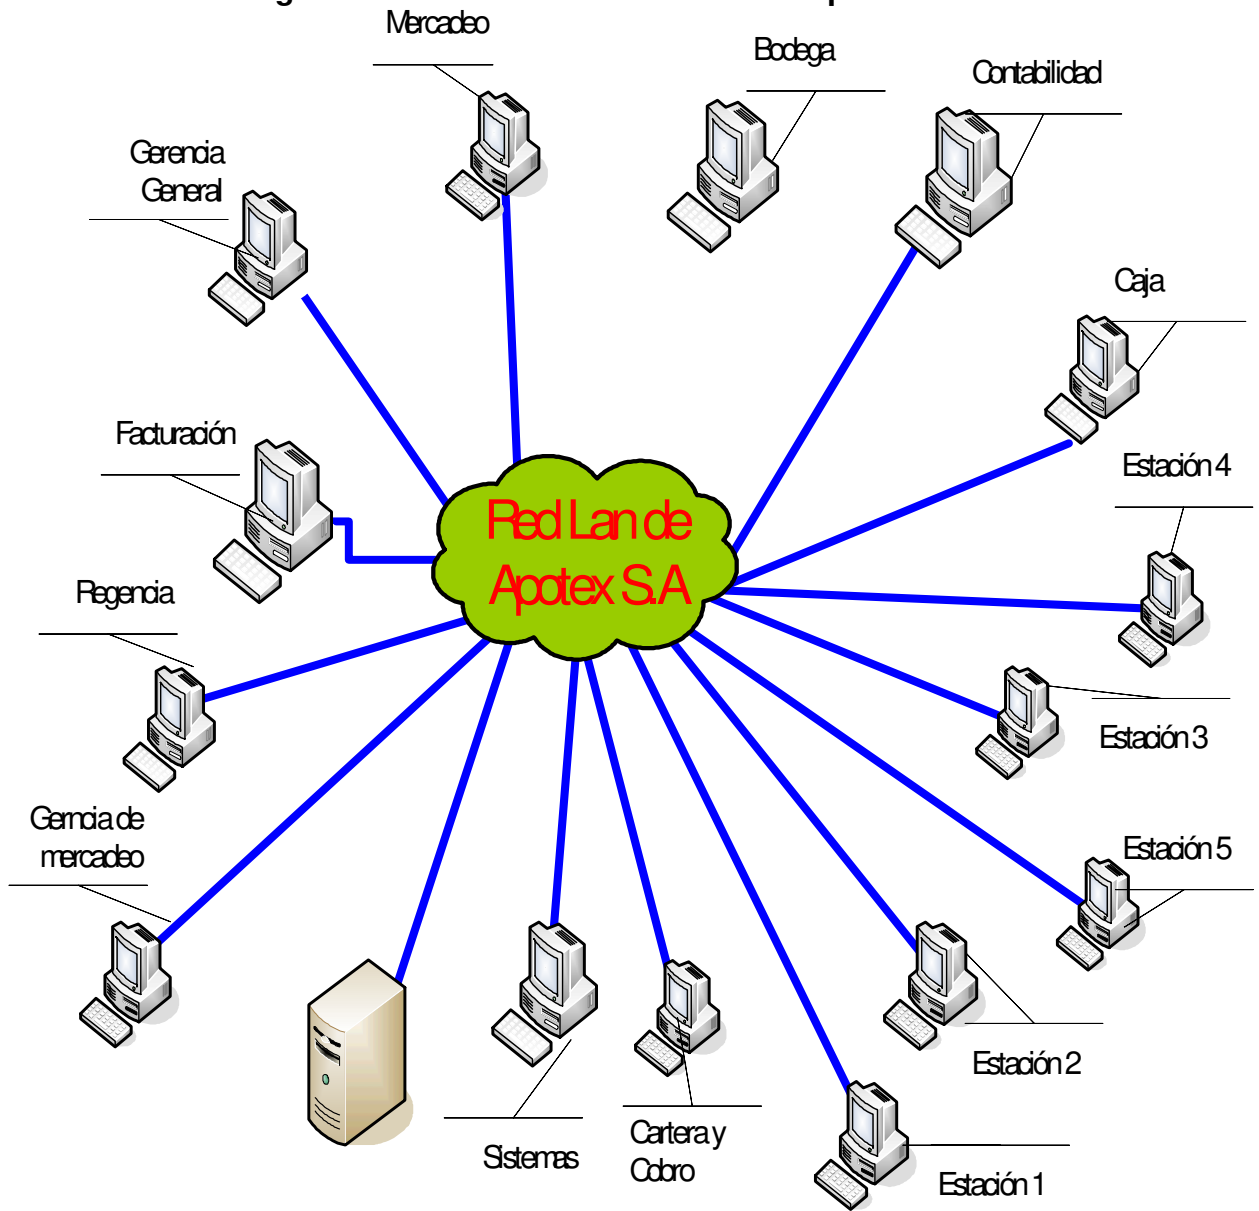 Mercadeo
Bodega
Contabilidad
Gerencia
General
Caja
Facturación
Estación 4
Red Lan de
Apotex S.A
Regencia
Estación 3
Gerncia de
mercadeo
Estación 5
Estación 2
Sistemas
Cartera y
Cobro
Estación 1